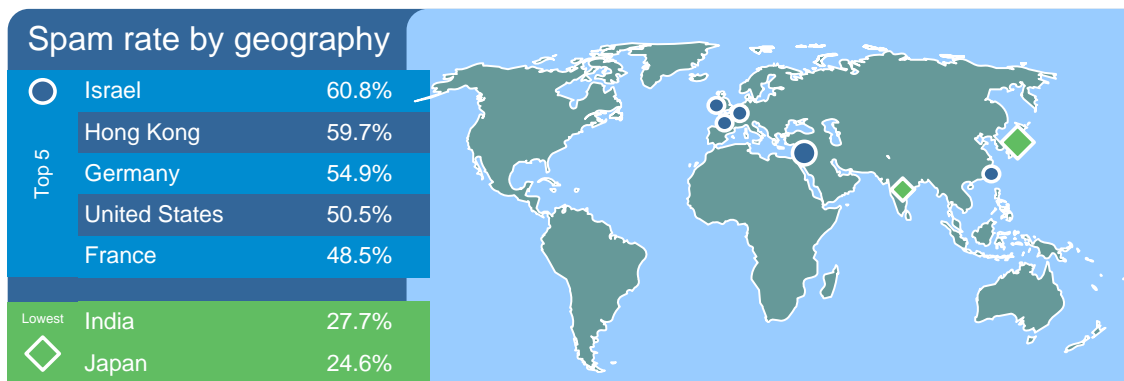 Spam rate by geography
Top 5
Israel 60.8%
Hong Kong 59.7%
Germany 54.9%
United States 50.5%
France 48.5%
Lowest
India 27.7%
Japan 24.6%